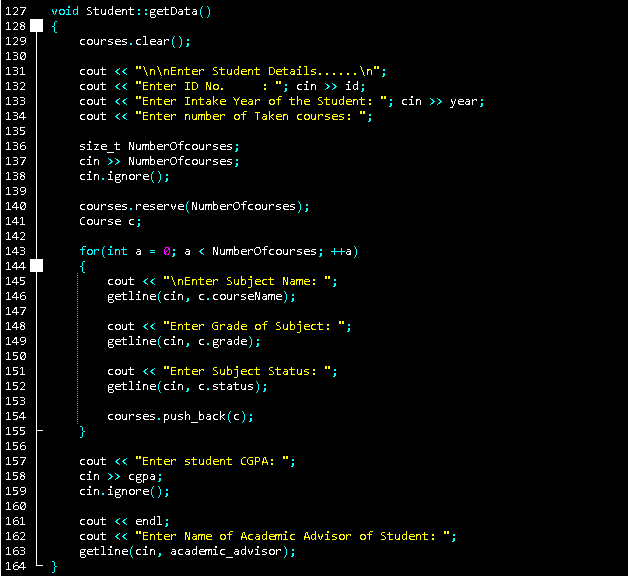 127 void Student::getData()
128 {
129 courses.clear();
130
131 cout << "\n\nEnter Student Details......\n";
132 cout << "Enter ID No.     : "; cin >> id;
133 cout << "Enter Intake Year of the Student: "; cin >> year;
134 cout << "Enter number of Taken courses: ";
135
136 size_t NumberOfcourses;
137 cin >> NumberOfcourses;
138 cin.ignore();
139
140 courses.reserve(NumberOfcourses);
141 Course c;
142
143 for(int a = 0; a < NumberOfcourses; ++a)
144 {
145 cout << "\nEnter Subject Name: ";
146 getline(cin, c.courseName);
147
148 cout << "Enter Grade of Subject: ";
149 getline(cin, c.grade);
150
151 cout << "Enter Subject Status: ";
152 getline(cin, c.status);
153
154 courses.push_back(c);
155 }
156
157 cout << "Enter student CGPA: ";
158 cin >> cgpa;
159 cin.ignore();
160
161 cout << endl;
162 cout << "Enter Name of Academic Advisor of Student: ";
163 getline(cin, academic_advisor);
164 }